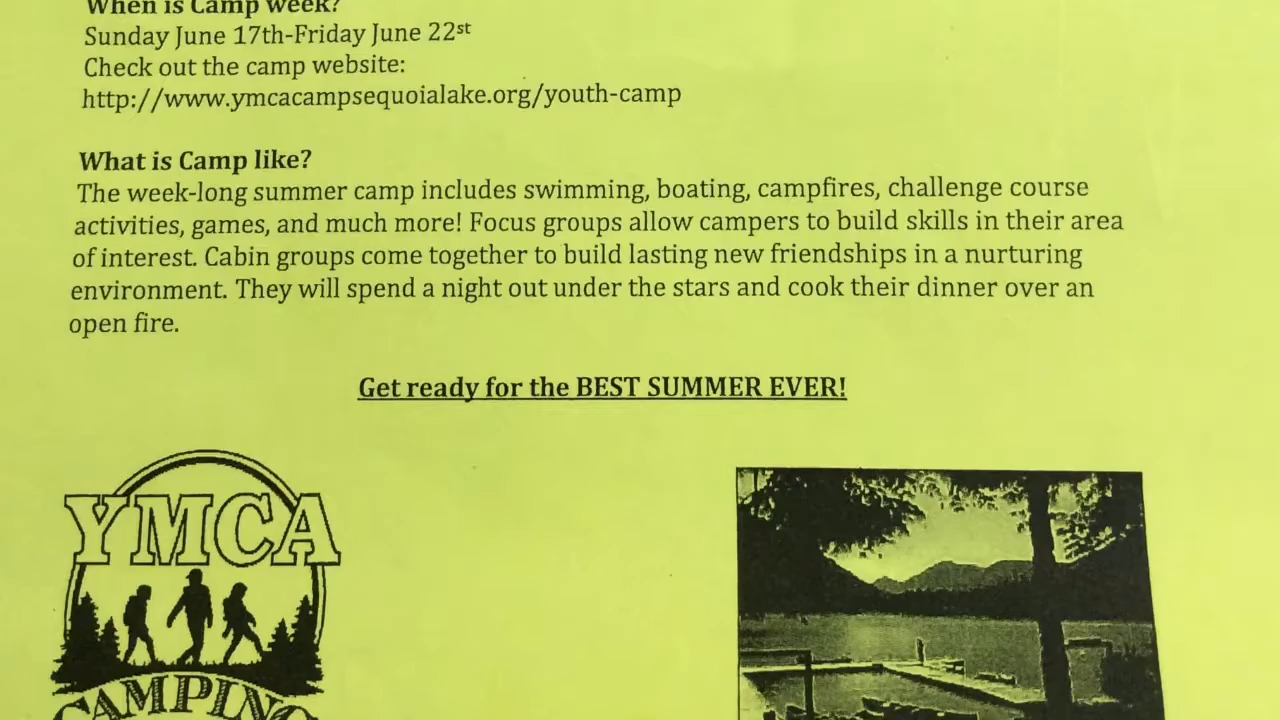 When is Camp week?
Sunday June 17th-Friday June 22st
Check out the camp website:
http://www.ymcacampsequoialake.org/youth-camp
What is Camp like?
The week-long summer camp includes swimming, boating, campfires, challenge course
activities, games, and much more! Focus groups allow campers to build skills in their area
of interest. Cabin groups come together to build lasting new friendships in a nurturing
environment. They will spend a night out under the stars and cook their dinner over an
open fire.
Get ready for the BEST SUMMER EVER!
YMCA
CAMPING